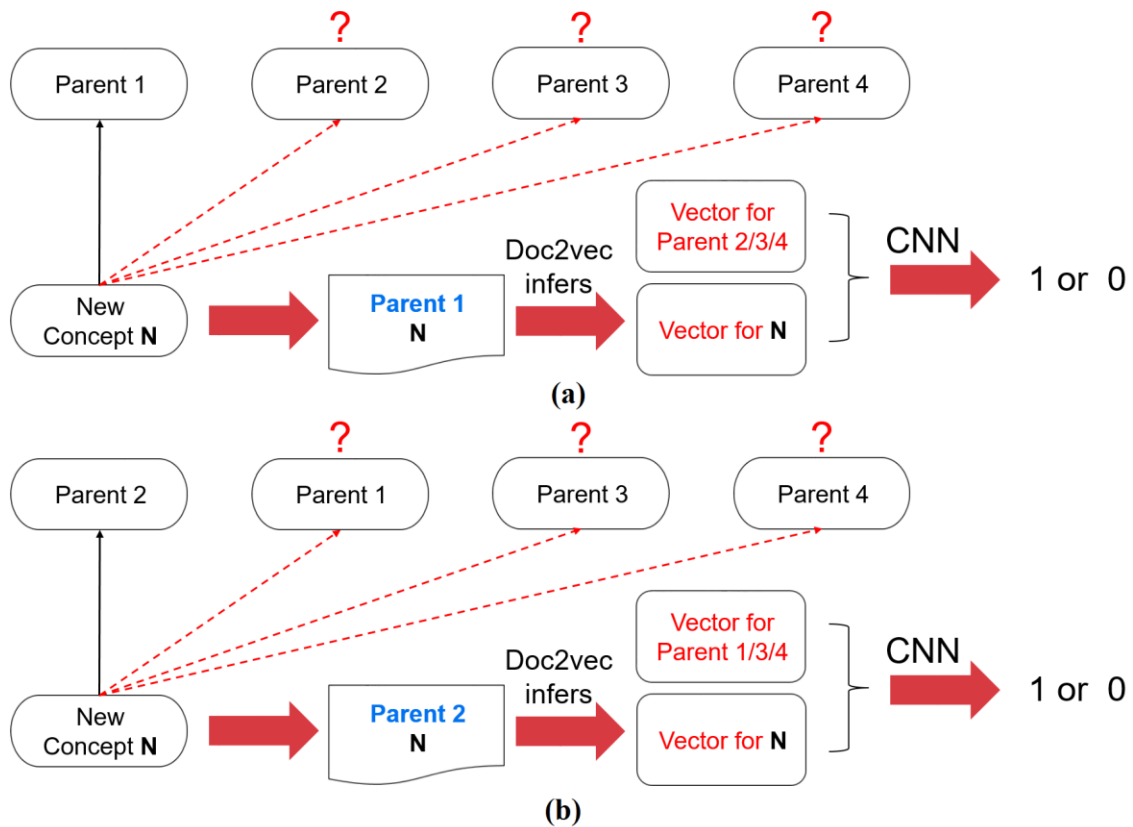 ? ? ?
Parent 1 Parent 2 Parent 3 Parent 4
Vector for
Parent 2/3/4
CNN
Doc2vec
infers
1 or 0
New
Concept N
Parent 1
N
Vector for N
(a)
? ? ?
Parent 2 Parent 1 Parent 3 Parent 4
Vector for
Parent 1/3/4
CNN
Doc2vec
infers
1 or 0
New
Concept N
Parent 2
N
Vector for N
(b)